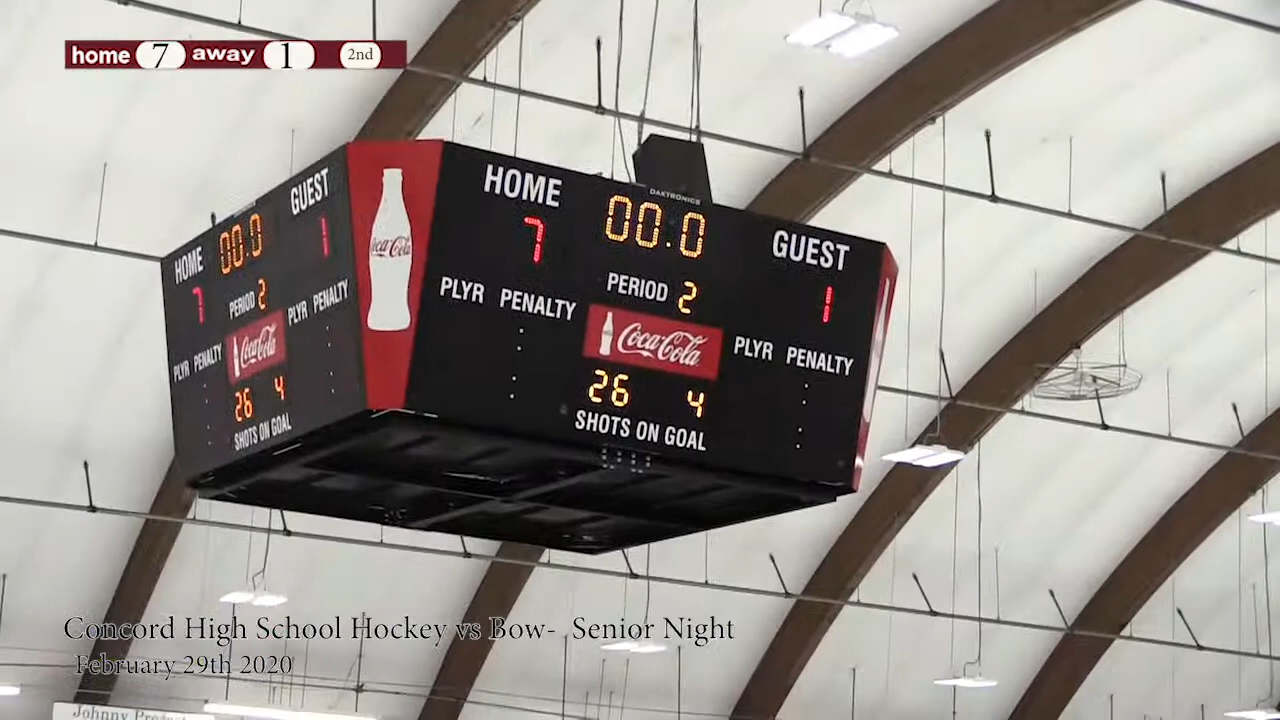 home 7 away 1 2nd
HOME 00.0 GUEST
7 1
PERIOD 2
PLYR PENALTY PLYR PENALTY
Coca-Cola
26 4
SHOTS ON GOAL
Coca-Cola
DAKTRONICS
HOME 00.0 GUEST
7 1
PERIOD 2
PLYR PENALTY PLYR PENALTY
Coca-Cola
26 4
SHOTS ON GOAL
Concord High School Hockey vs Bow- Senior Night
February 29th 2020
Johnny